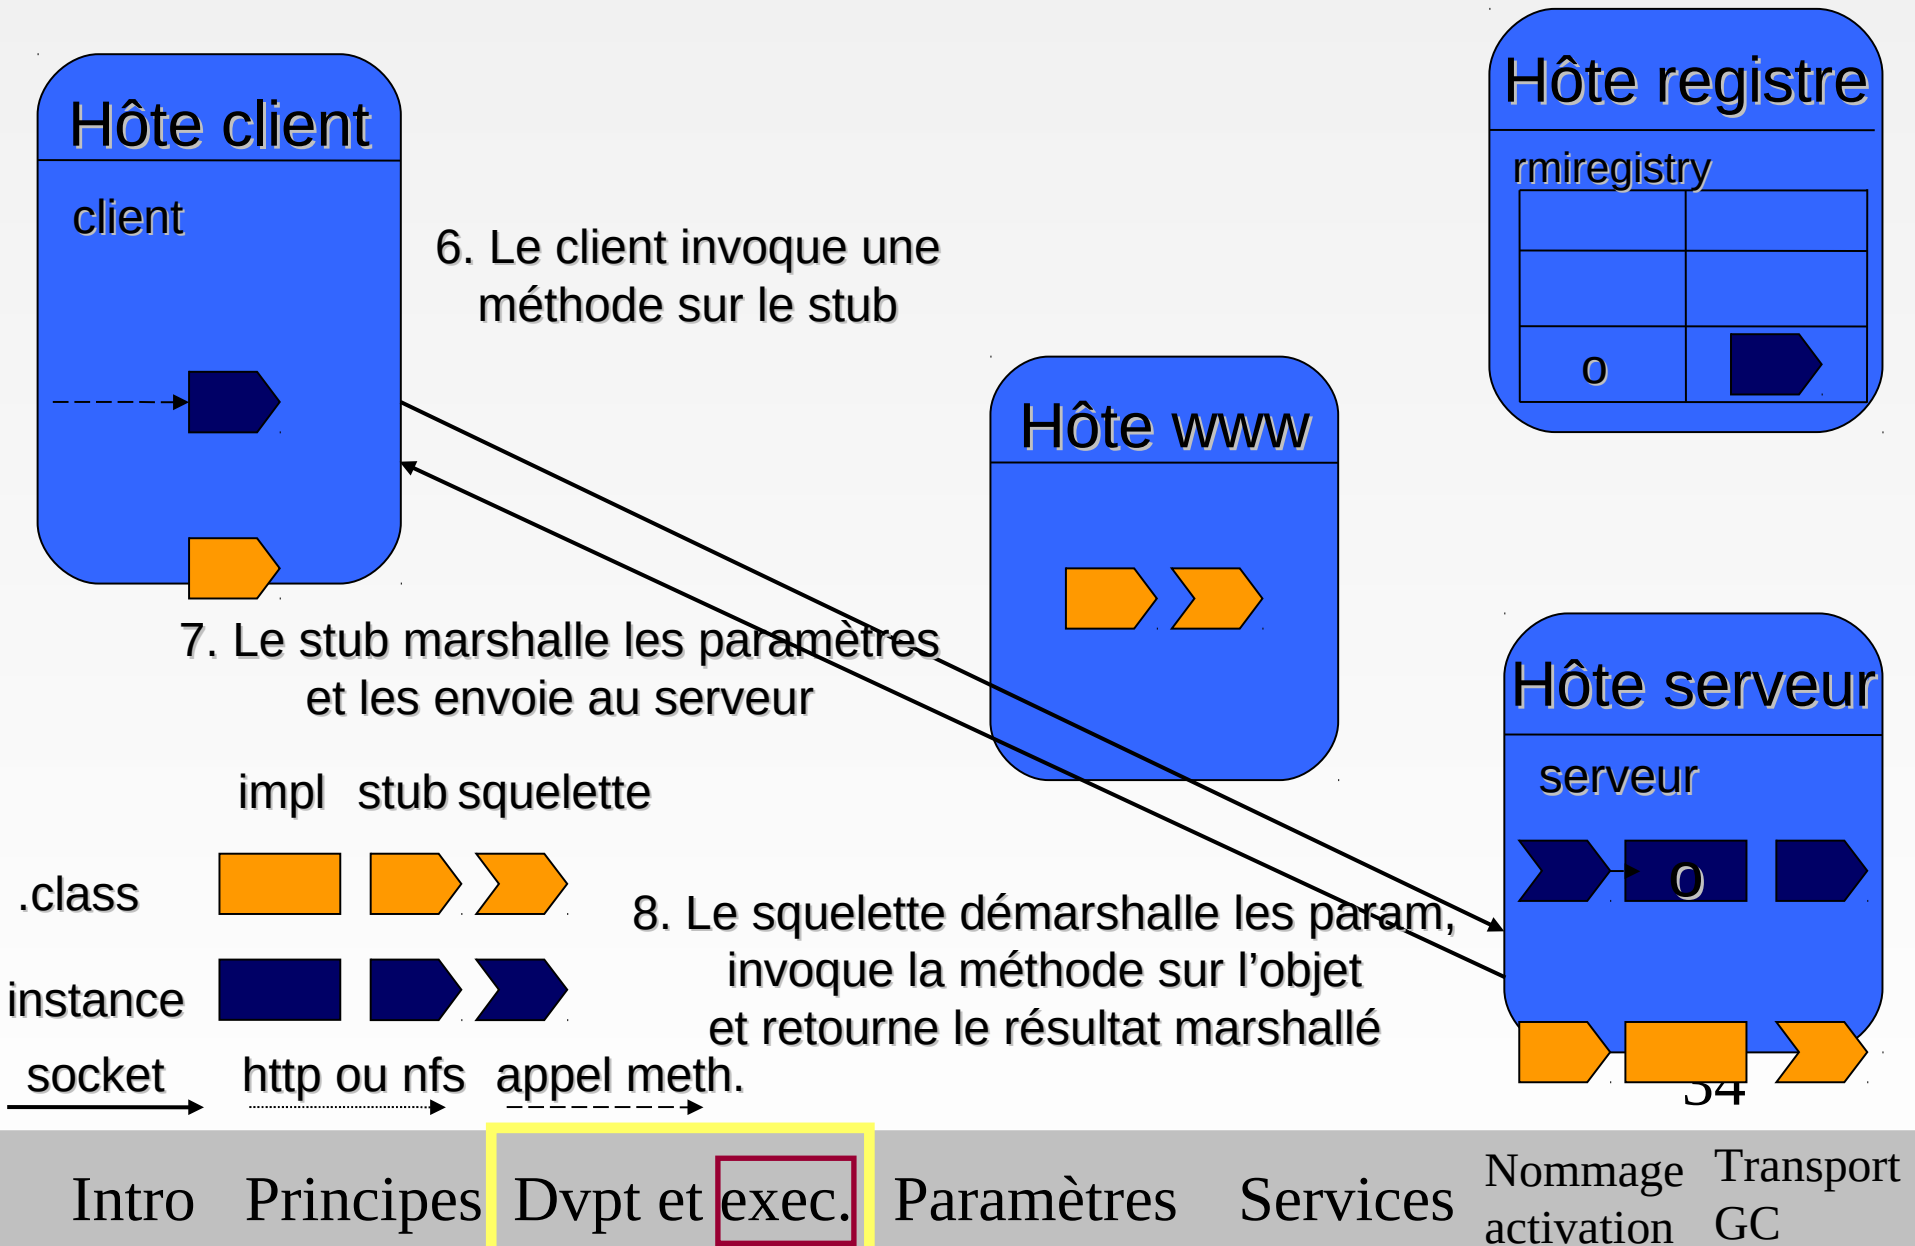 Hôte client
client
6. Le client invoque une
méthode sur le stub
Hôte registre
rmiregistry
o
Hôte www
7. Le stub marshalle les paramètres
et les envoie au serveur
Hôte serveur
serveur
o
impl stub squelette
.class
instance
8. Le squelette démarshalle les param,
invoque la méthode sur l’objet
et retourne le résultat marshallé
socket http ou nfs appel meth.
34
Intro Principes Dvpt et exec. Paramètres Services
Nommage
activation
Transport
GC